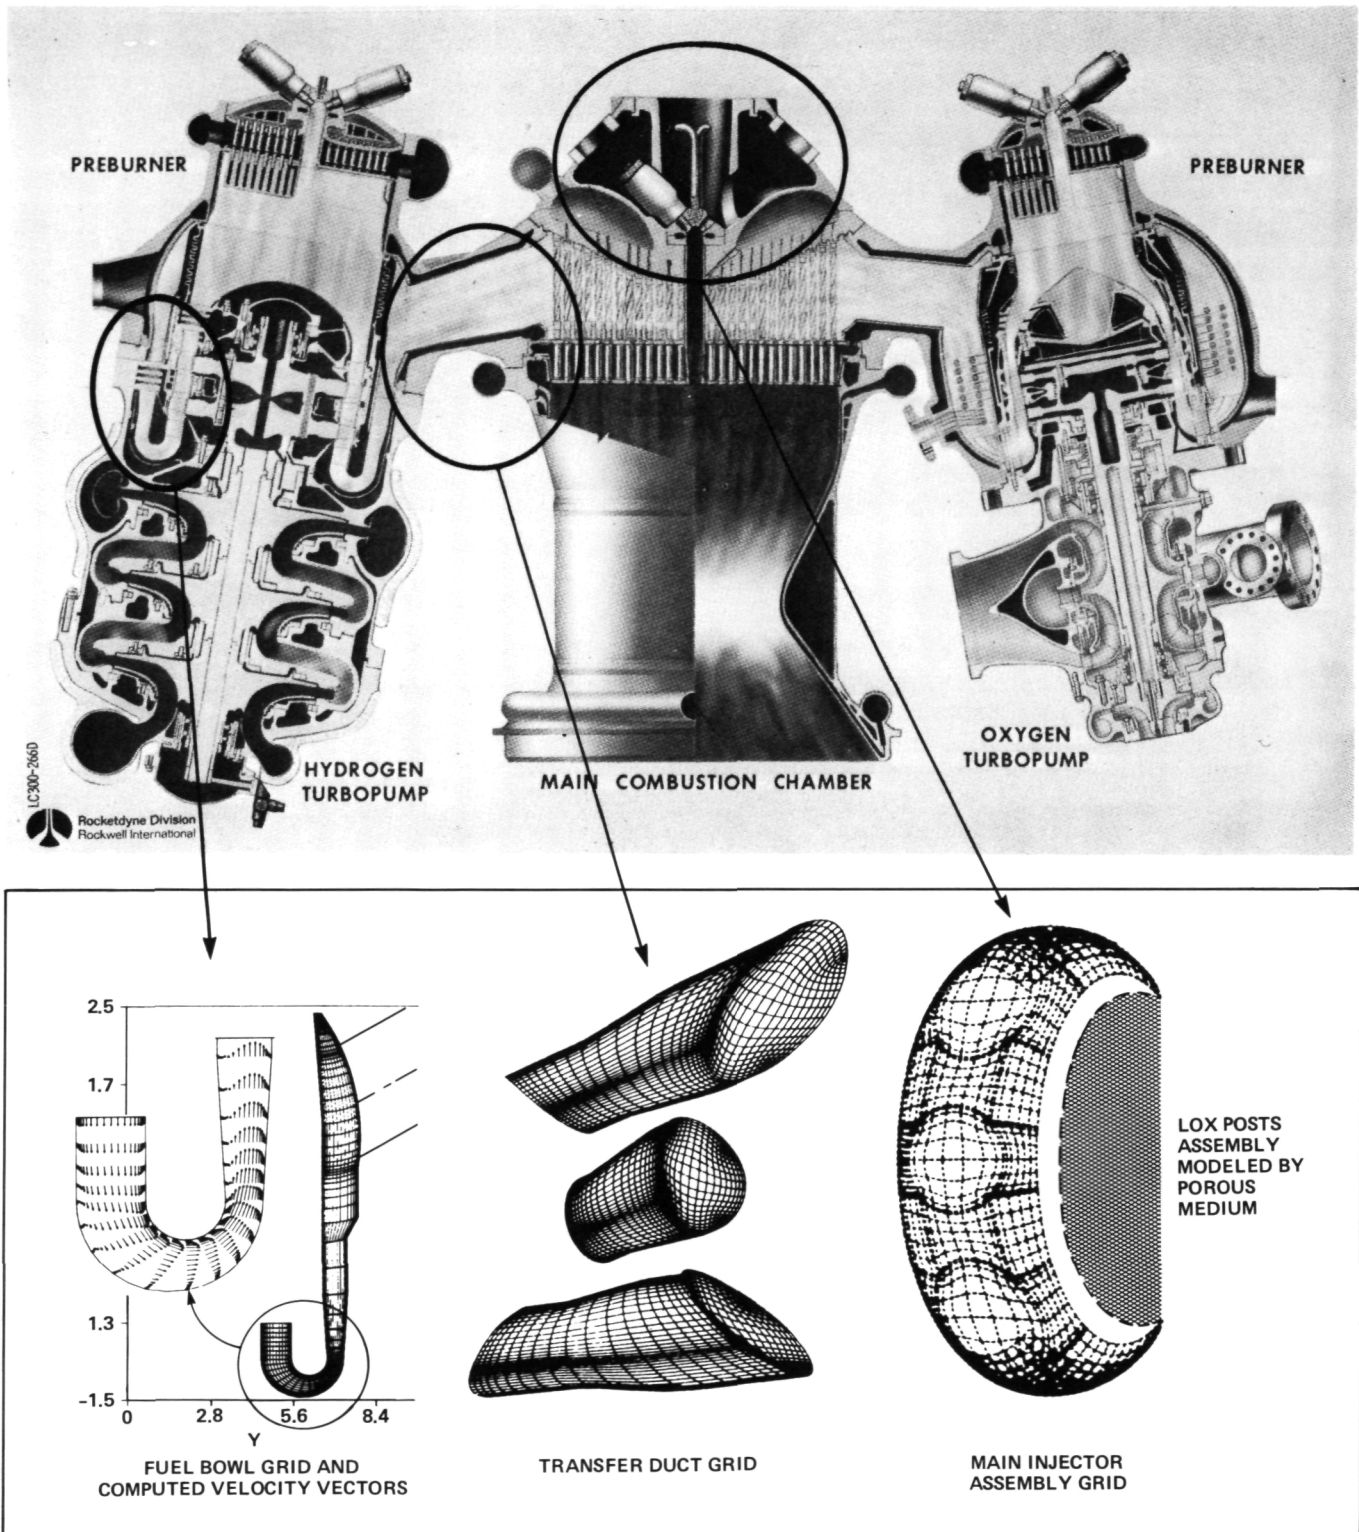 PREBURNER
PREBURNER
HYDROGEN
TURBOPUMP
MAIN COMBUSTION CHAMBER
OXYGEN
TURBOPUMP
LC300-266D
Rocketdyne Division
Rockwell International
2.5
1.7
1.3
-1.5
0
2.8
5.6
8.4
Y
FUEL BOWL GRID AND
COMPUTED VELOCITY VECTORS
TRANSFER DUCT GRID
LOX POSTS
ASSEMBLY
MODELED BY
POROUS
MEDIUM
MAIN INJECTOR
ASSEMBLY GRID